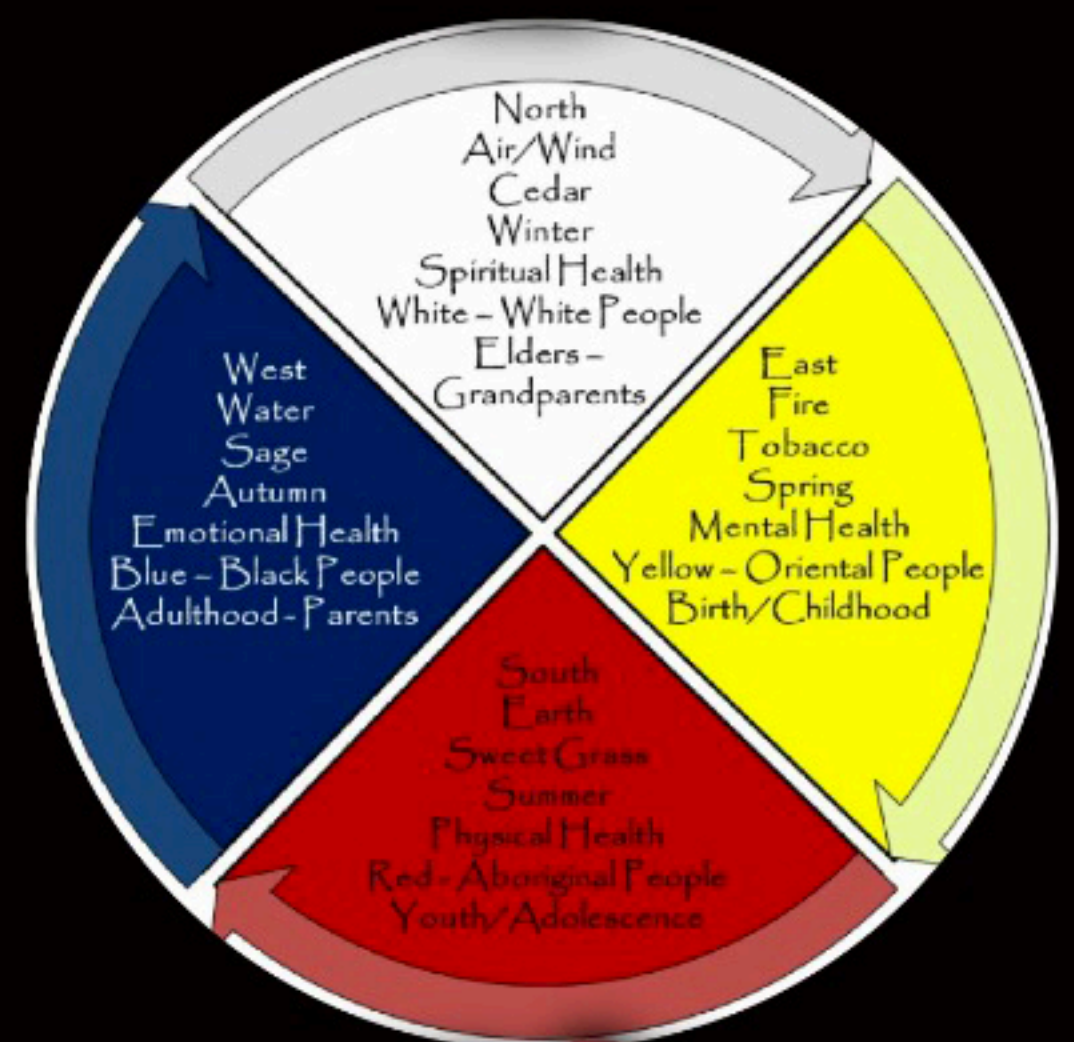 North
Air/Wind
Cedar
Winter
Spiritual Health
White – White People
Elders –
Grandparents
East
Fire
Tobacco
Spring
Mental Health
Yellow – Oriental People
Birth/Childhood
South
Earth
Sweet Grass
Summer
Physical Health
Red - Aboriginal People
Youth/Adolescence
West
Water
Sage
Autumn
Emotional Health
Blue – Black People
Adulthood - Parents